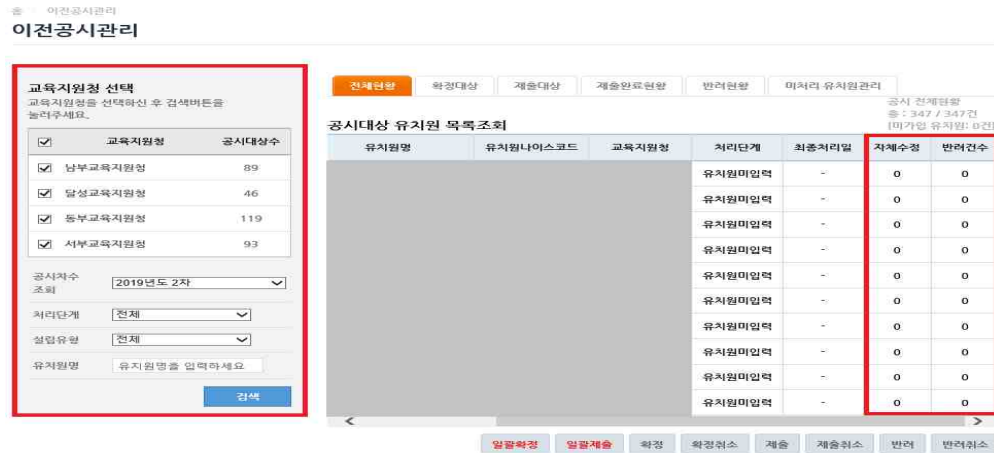 홈 이전공시관리
이전공시관리
교육지원청 선택
교육지원청을 선택하신 후 검색버튼을
눌러주세요.
교육지원청 공시대상수
남부교육지원청 89
달성교육지원청 46
동부교육지원청 119
서부교육지원청 93
공시차수
조회
2019년도 2차
처리단계 전체
설립유형 전체
유치원명 유치원명을 입력하세요
검색
전체현황 확정대상 제출대상 제출완료현황 반려현황 미처리 유치원관리
공시 전체현황
총 : 347 / 347건
[미가입 유치원: 0건]
공시대상 유치원 목록조회
유치원명 유치원나이스코드 교육지원청 처리단계 최종처리일 자체수정 반려건수
유치원미입력 - 0 0
유치원미입력 - 0 0
유치원미입력 - 0 0
유치원미입력 - 0 0
유치원미입력 - 0 0
유치원미입력 - 0 0
유치원미입력 - 0 0
유치원미입력 - 0 0
유치원미입력 - 0 0
유치원미입력 - 0 0
일괄확정 일괄제출 확정 확정취소 제출 제출취소 반려 반려취소